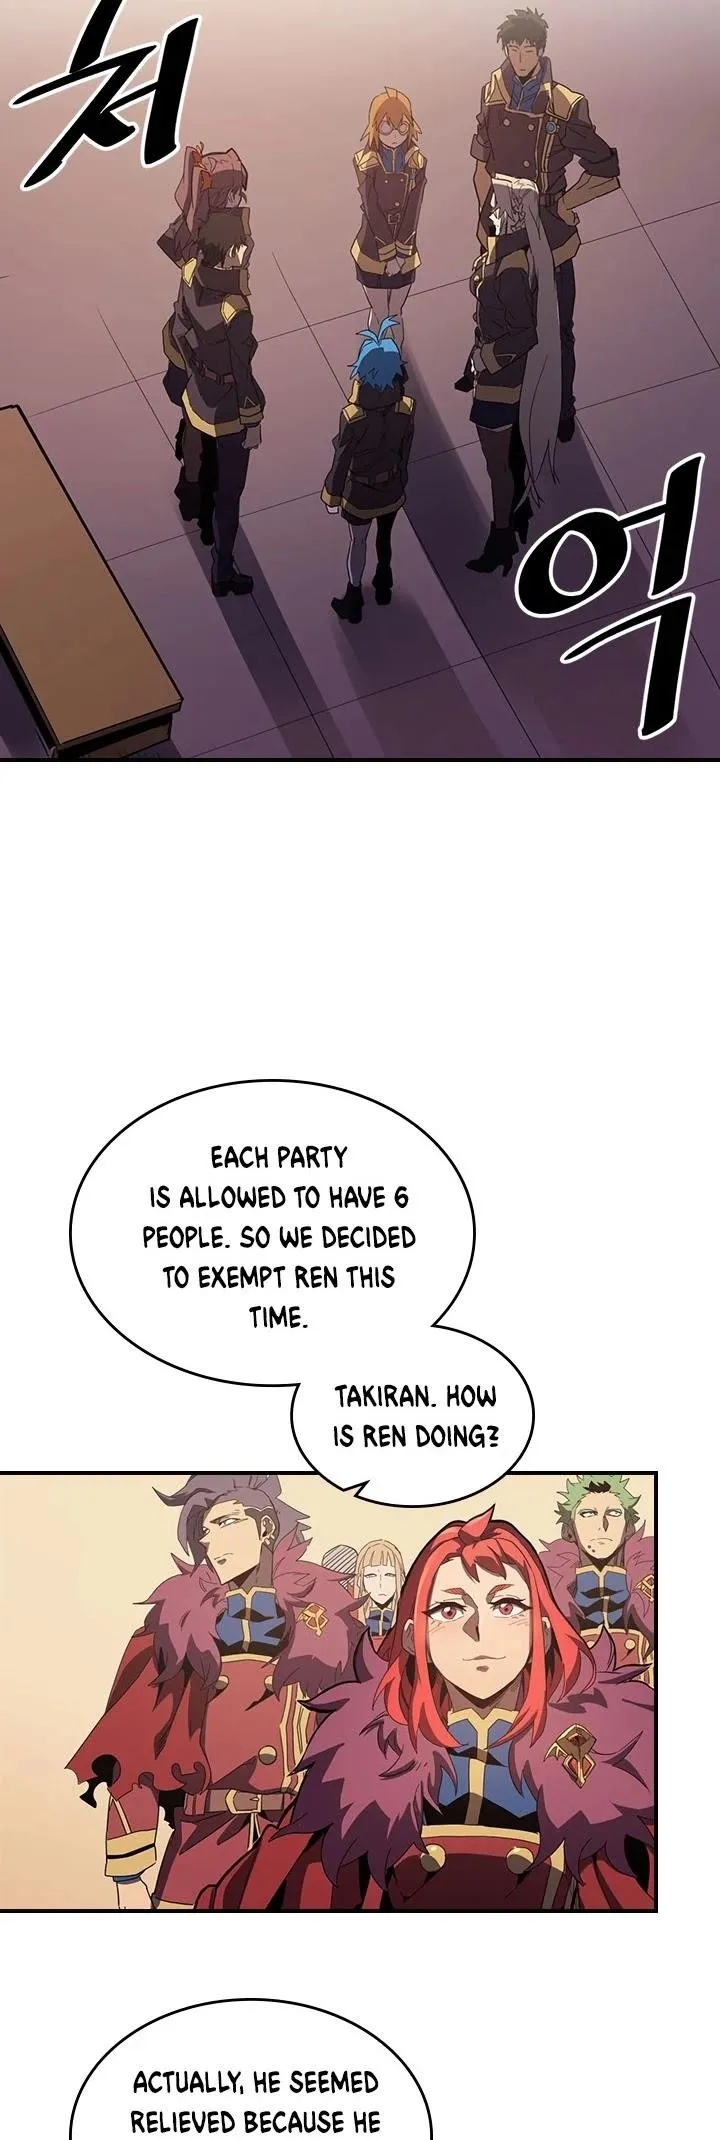 저
억
EACH PARTY
IS ALLOWED TO HAVE 6
PEOPLE. SO WE DECIDED
TO EXEMPT REN THIS
TIME.
TAKIRAN. HOW
IS REN DOING?
ACTUALLY, HE SEEMED
RELIEVED BECAUSE HE